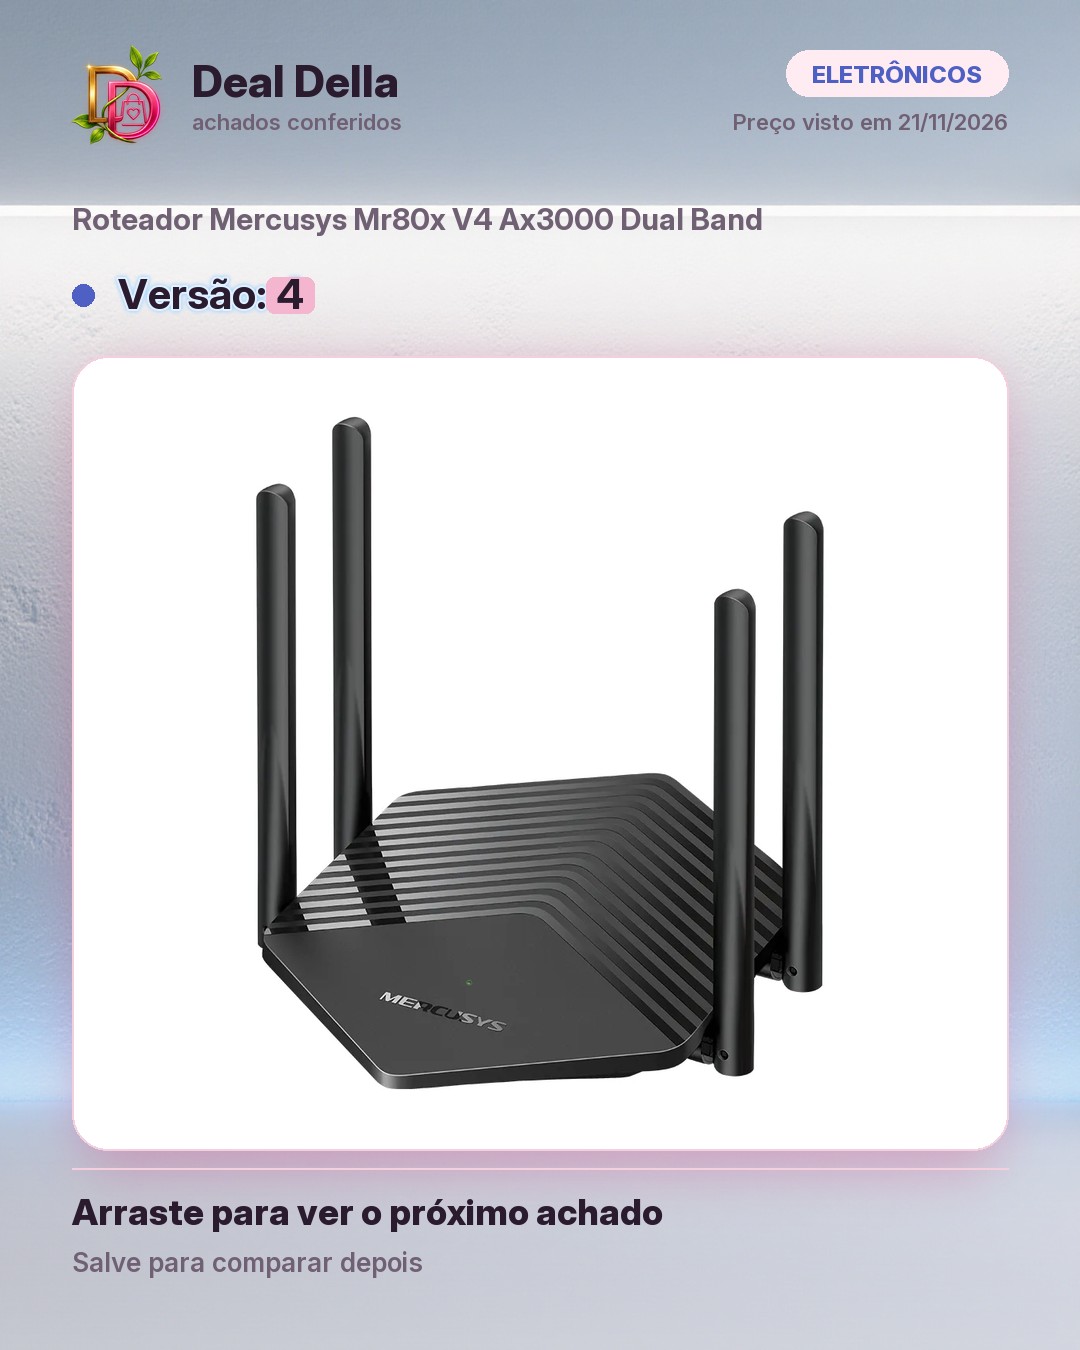 Deal Della
achados conferidos
ELETRÔNICOS
Preço visto em 21/11/2026
Roteador Mercusys Mr80x V4 Ax3000 Dual Band
Versão: 4
MERCUSYS
Arraste para ver o próximo achado
Salve para comparar depois